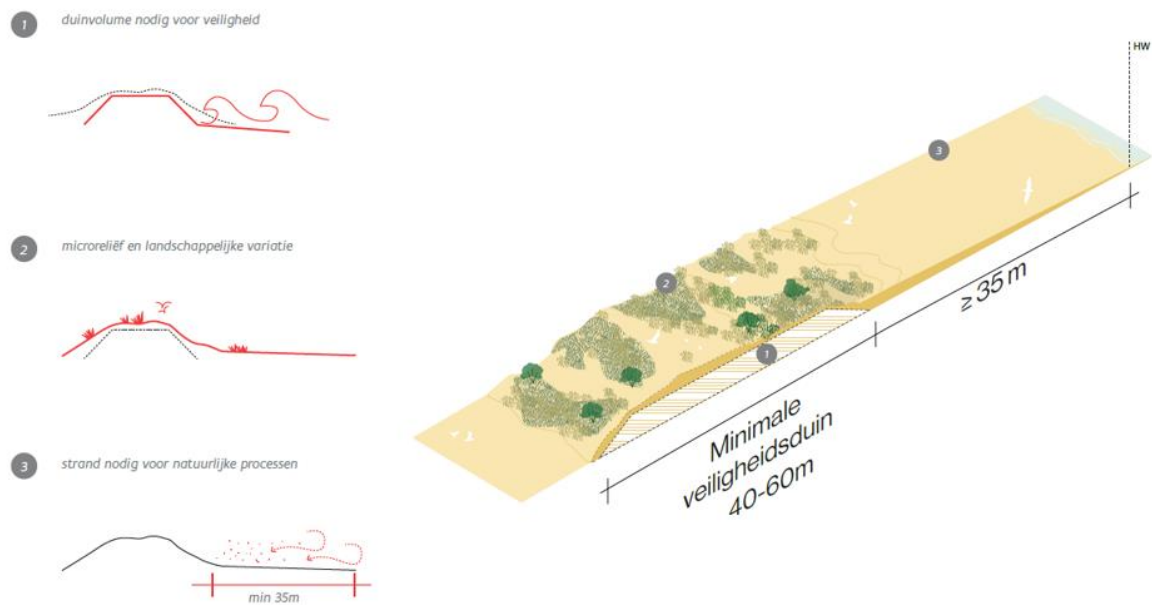 1 duinvolume nodig voor veiligheid
2 microreliëf en landschappelijke variatie
3 strand nodig voor natuurlijke processen
min 35m
HW
3
2
1
≥ 35 m
Minimale
veiligheidsduin
40-60m